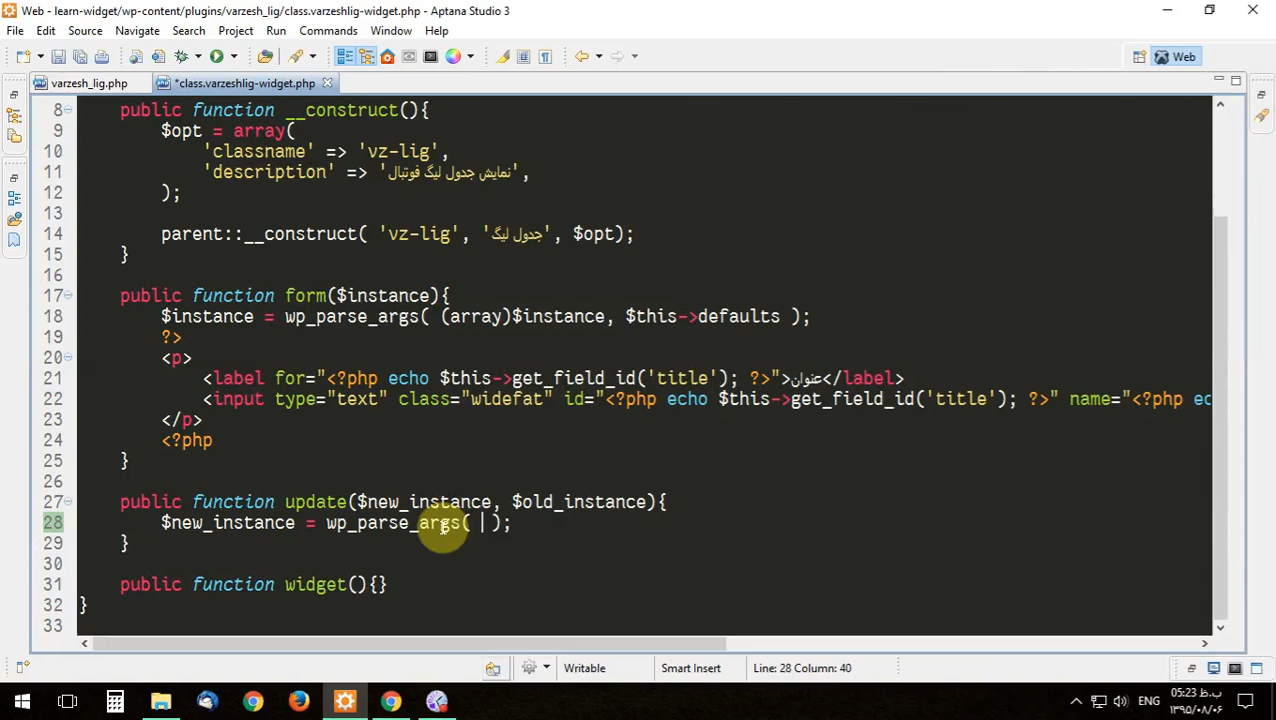 Web - learn-widget/wp-content/plugins/varzesh_lig/class.varzeshlig-widget.php - Aptana Studio 3
File Edit Source Navigate Search Project Run Commands Window Help
Web
varzesh_lig.php *class.varzeshlig-widget.php
8 public function __construct(){
9 $opt = array(
10 'classname' => 'vz-lig',
11 'description' => 'نمایش جدول لیگ فوتبال',
12 );
13
14 parent::__construct( 'vz-lig', 'جدول لیگ', $opt);
15 }
16
17 public function form($instance){
18 $instance = wp_parse_args( (array)$instance, $this->defaults );
19 ?>
20 <p>
21 <label for="<?php echo $this->get_field_id('title'); ?>">عنوان</label>
22 <input type="text" class="widefat" id="<?php echo $this->get_field_id('title'); ?>" name="<?php ec
23 </p>
24 <?php
25 }
26
27 public function update($new_instance, $old_instance){
28 $new_instance = wp_parse_args( );
29 }
30
31 public function widget(){}
32 }
33
Writable Smart Insert Line: 28 Column: 40
ENG
05:23 ب.ظ
۱۳۹۵/۰۸/۰۶